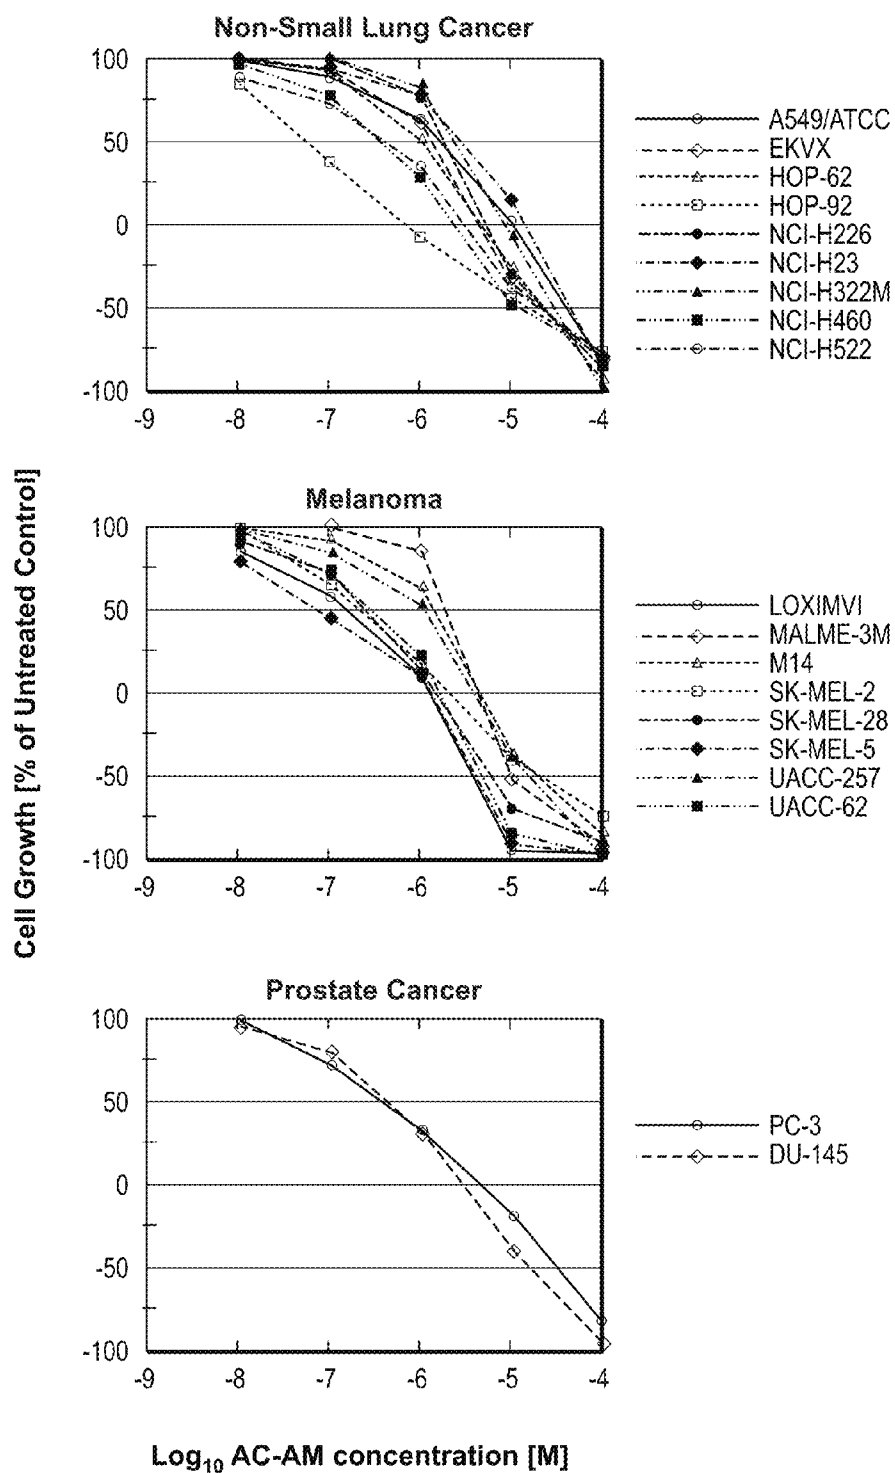 Non-Small Lung Cancer
100
50
0
-50
-100
-9 -8 -7 -6 -5 -4
A549/ATCC
EKVX
HOP-62
HOP-92
NCI-H226
NCI-H23
NCI-H322M
NCI-H460
NCI-H522
Cell Growth [% of Untreated Control]
Melanoma
100
50
0
-50
-100
-9 -8 -7 -6 -5 -4
LOXIMVI
MALME-3M
M14
SK-MEL-2
SK-MEL-28
SK-MEL-5
UACC-257
UACC-62
Prostate Cancer
100
50
0
-50
-100
-9 -8 -7 -6 -5 -4
PC-3
DU-145
Log₁₀ AC-AM concentration [M]